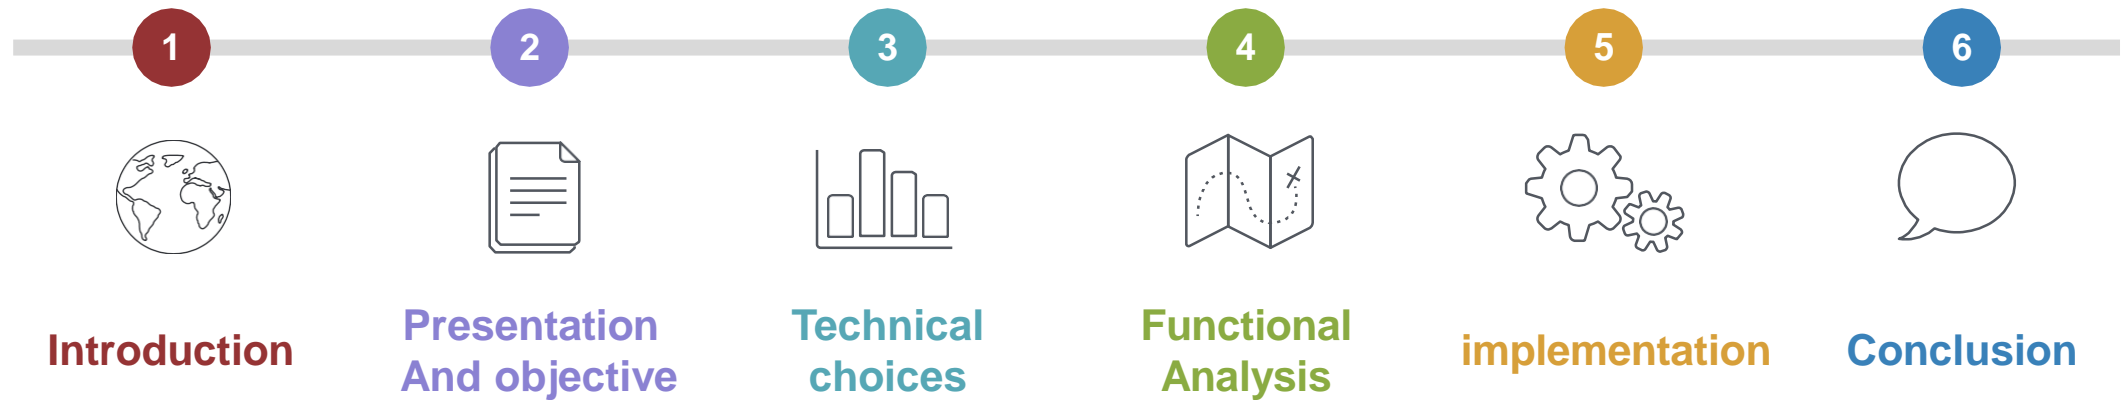 1
2
3
4
5
6
Introduction
Presentation
And objective
Technical
choices
Functional
Analysis
implementation
Conclusion